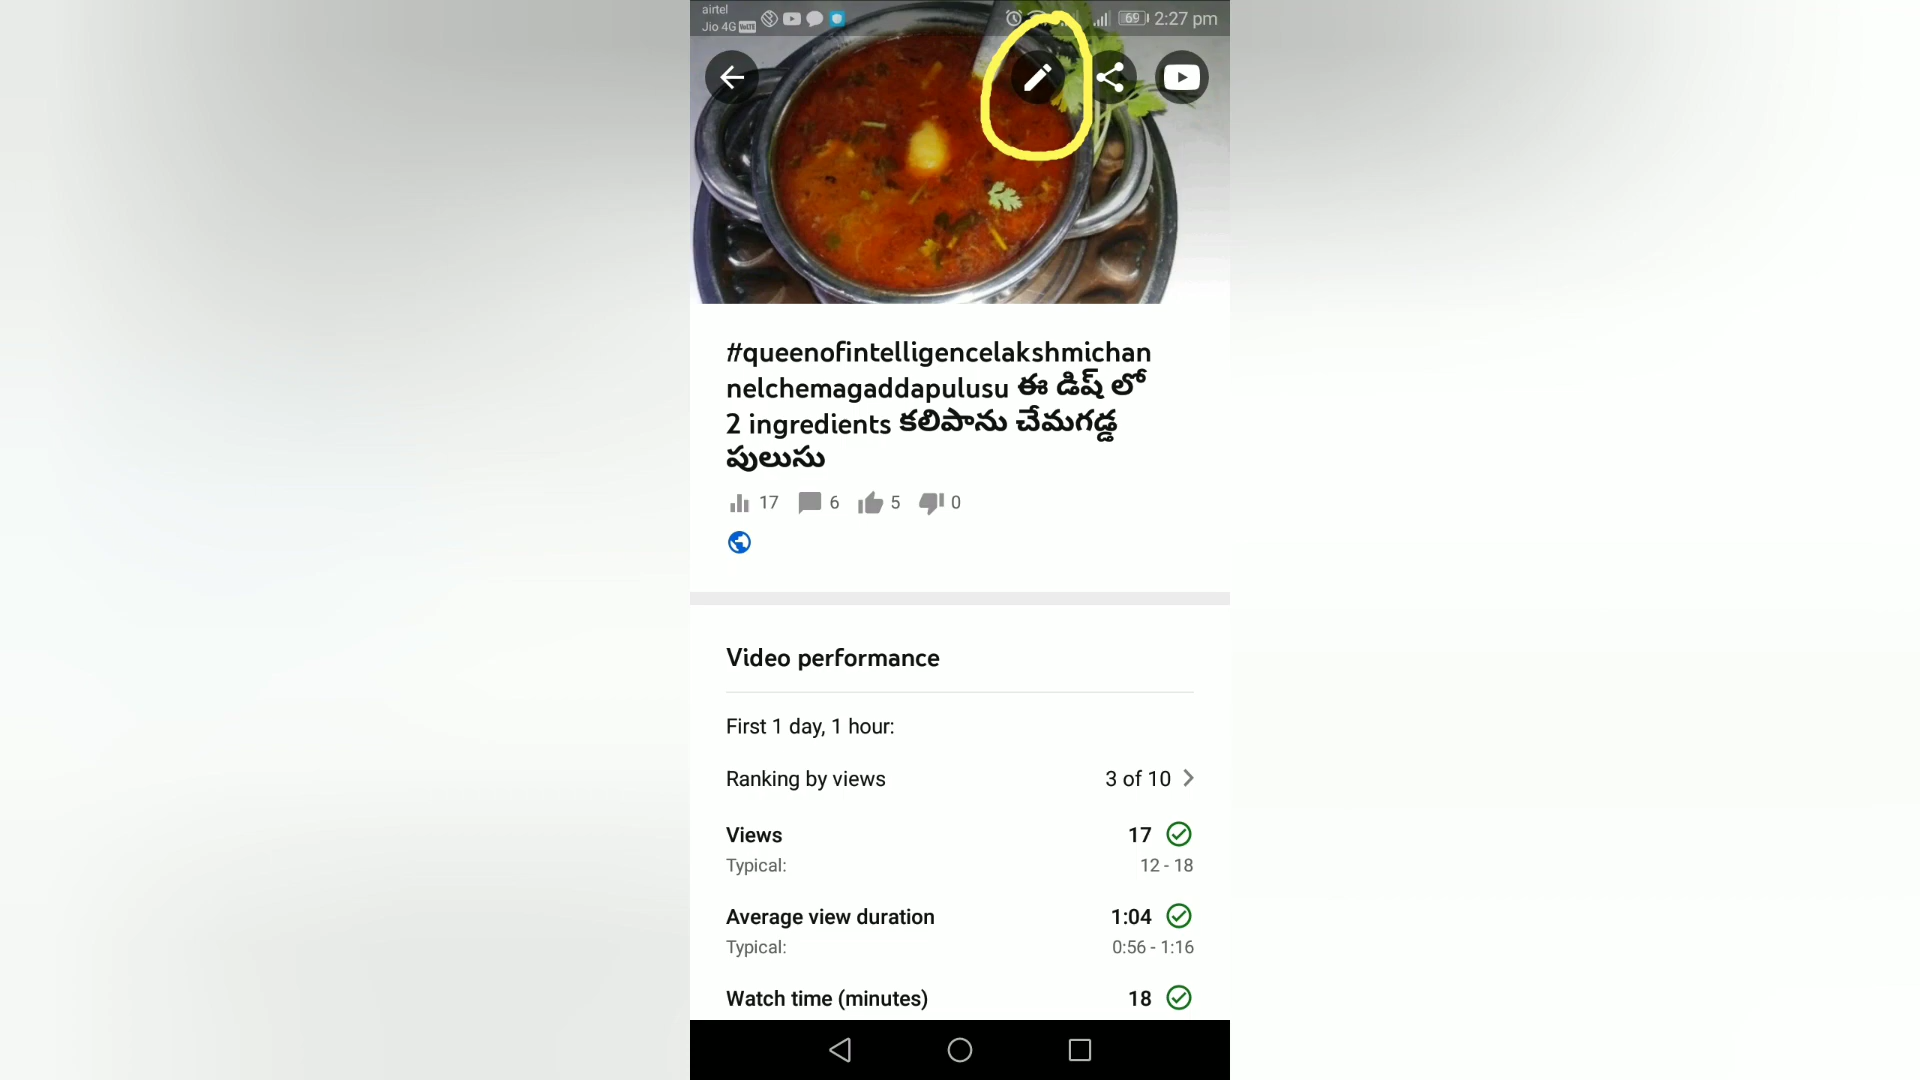 airtel
Jio 4G VoLTE
69 2:27 pm
#queenofintelligencelakshmichan
nelchemagaddapulusu ఈ డిష్ లో
2 ingredients కలిపాను చేమగడ్డ
పులుసు
17 6 5 0
Video performance
First 1 day, 1 hour:
Ranking by views 3 of 10
Views 17
Typical: 12 - 18
Average view duration 1:04
Typical: 0:56 - 1:16
Watch time (minutes) 18